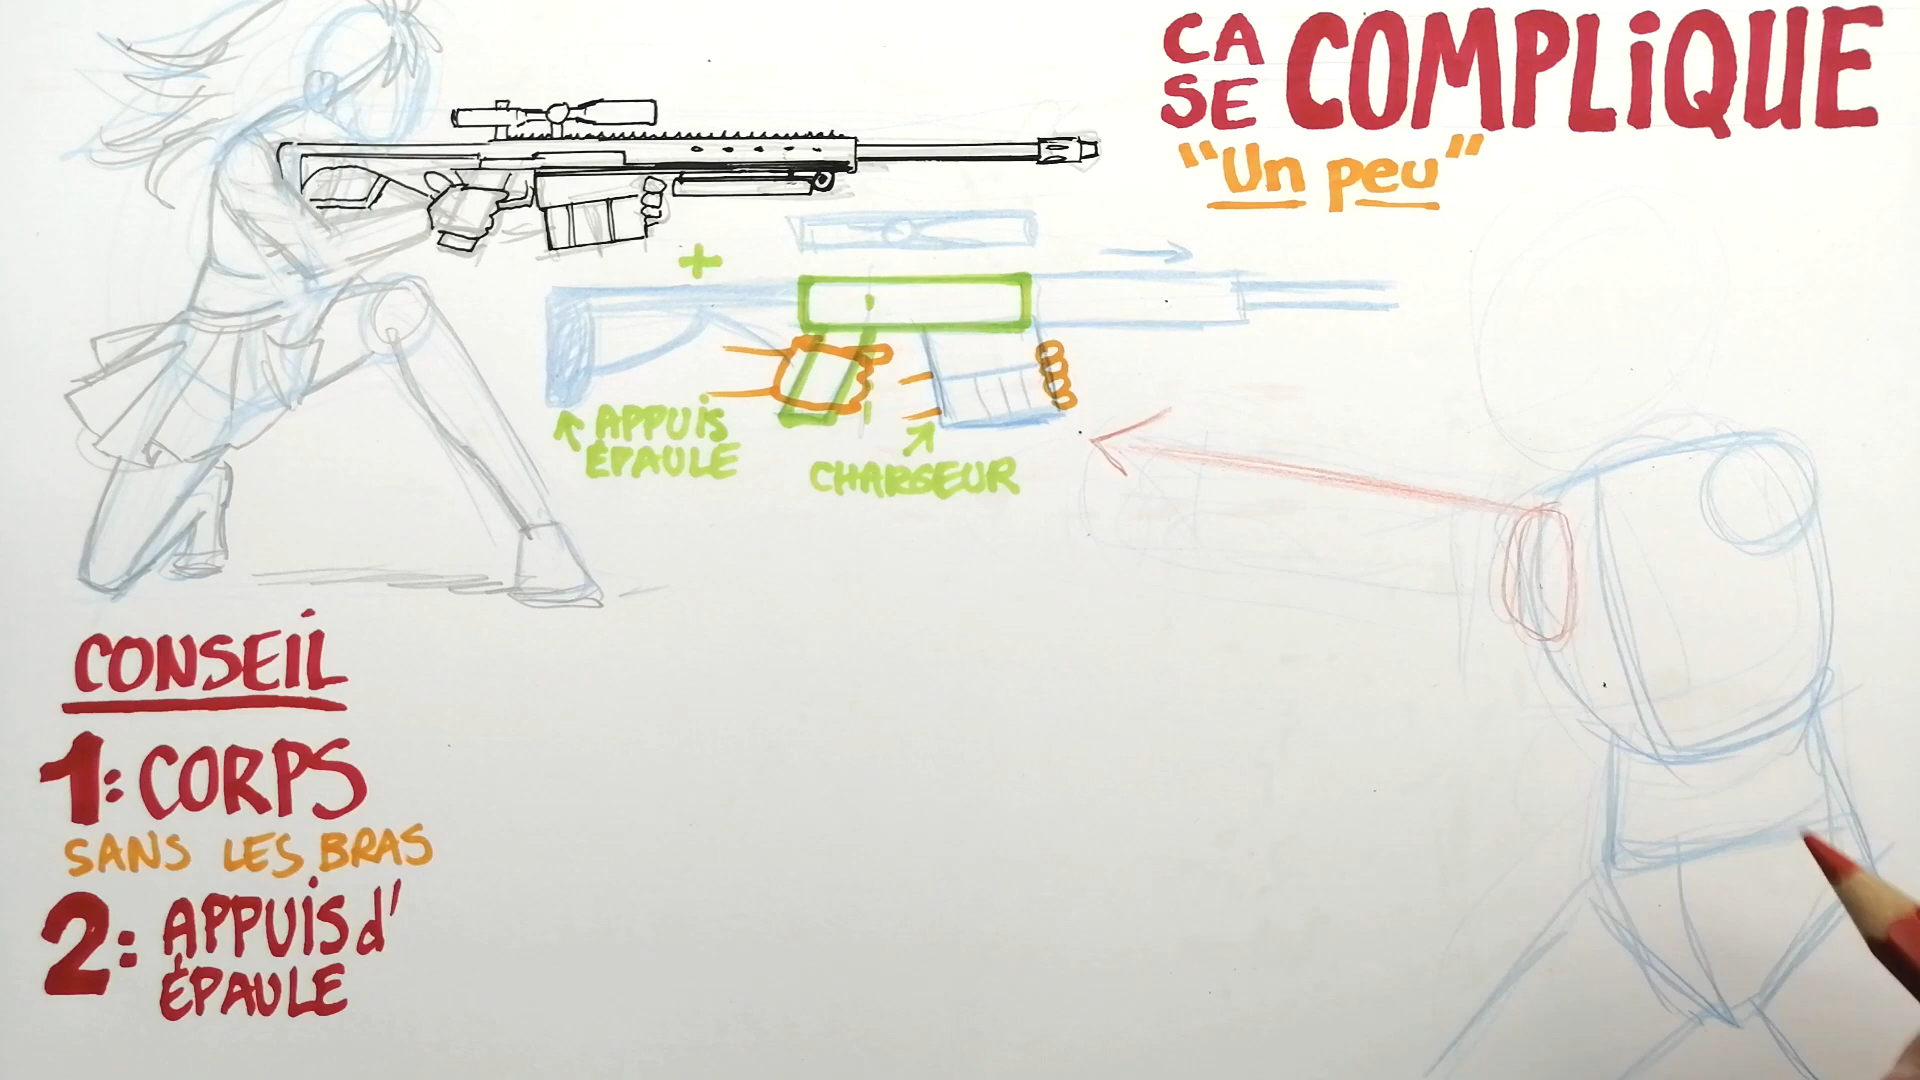 CA
SE COMPLiQUE
"Un peu"
+
APPUiS
ÉPAULE
CHARGEUR
CONSEiL
1: CORPS
SANS LES BRAS
2: APPUiS d'
ÉPAULE